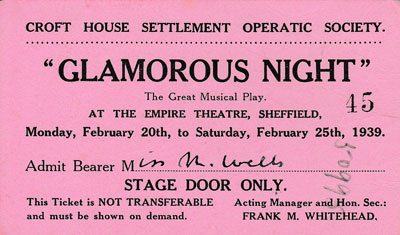 CROFT HOUSE SETTLEMENT OPERATIC SOCIETY.
"GLAMOROUS NIGHT"
The Great Musical Play.
45
AT THE EMPIRE THEATRE, SHEFFIELD,
Monday, February 20th, to Saturday, February 25th, 1939.
Admit Bearer Miss M. Wells
STAGE DOOR ONLY.
This Ticket is NOT TRANSFERABLE
and must be shown on demand.
Acting Manager and Hon. Sec:
FRANK M. WHITEHEAD.